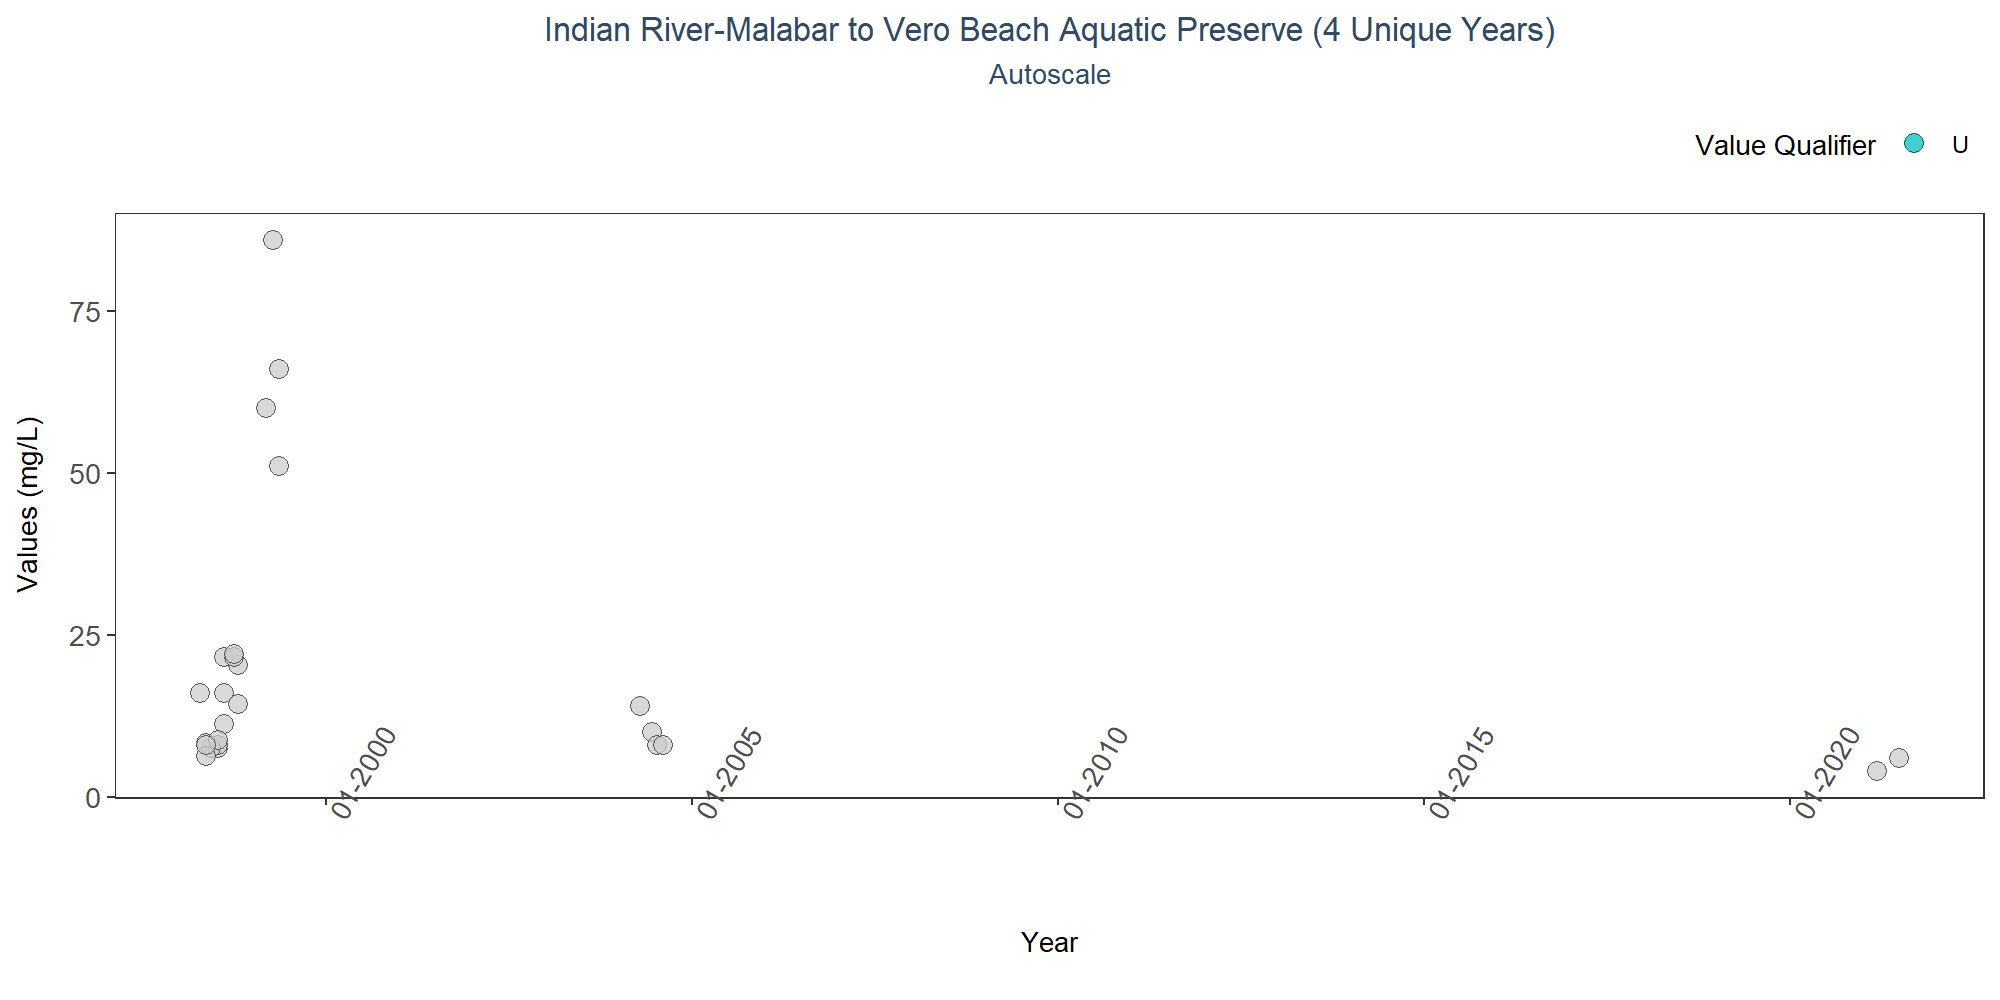 Indian River-Malabar to Vero Beach Aquatic Preserve (4 Unique Years)
Autoscale
Value Qualifier U
Values (mg/L)
75
50
25
0
01-2000 01-2005 01-2010 01-2015 01-2020
Year